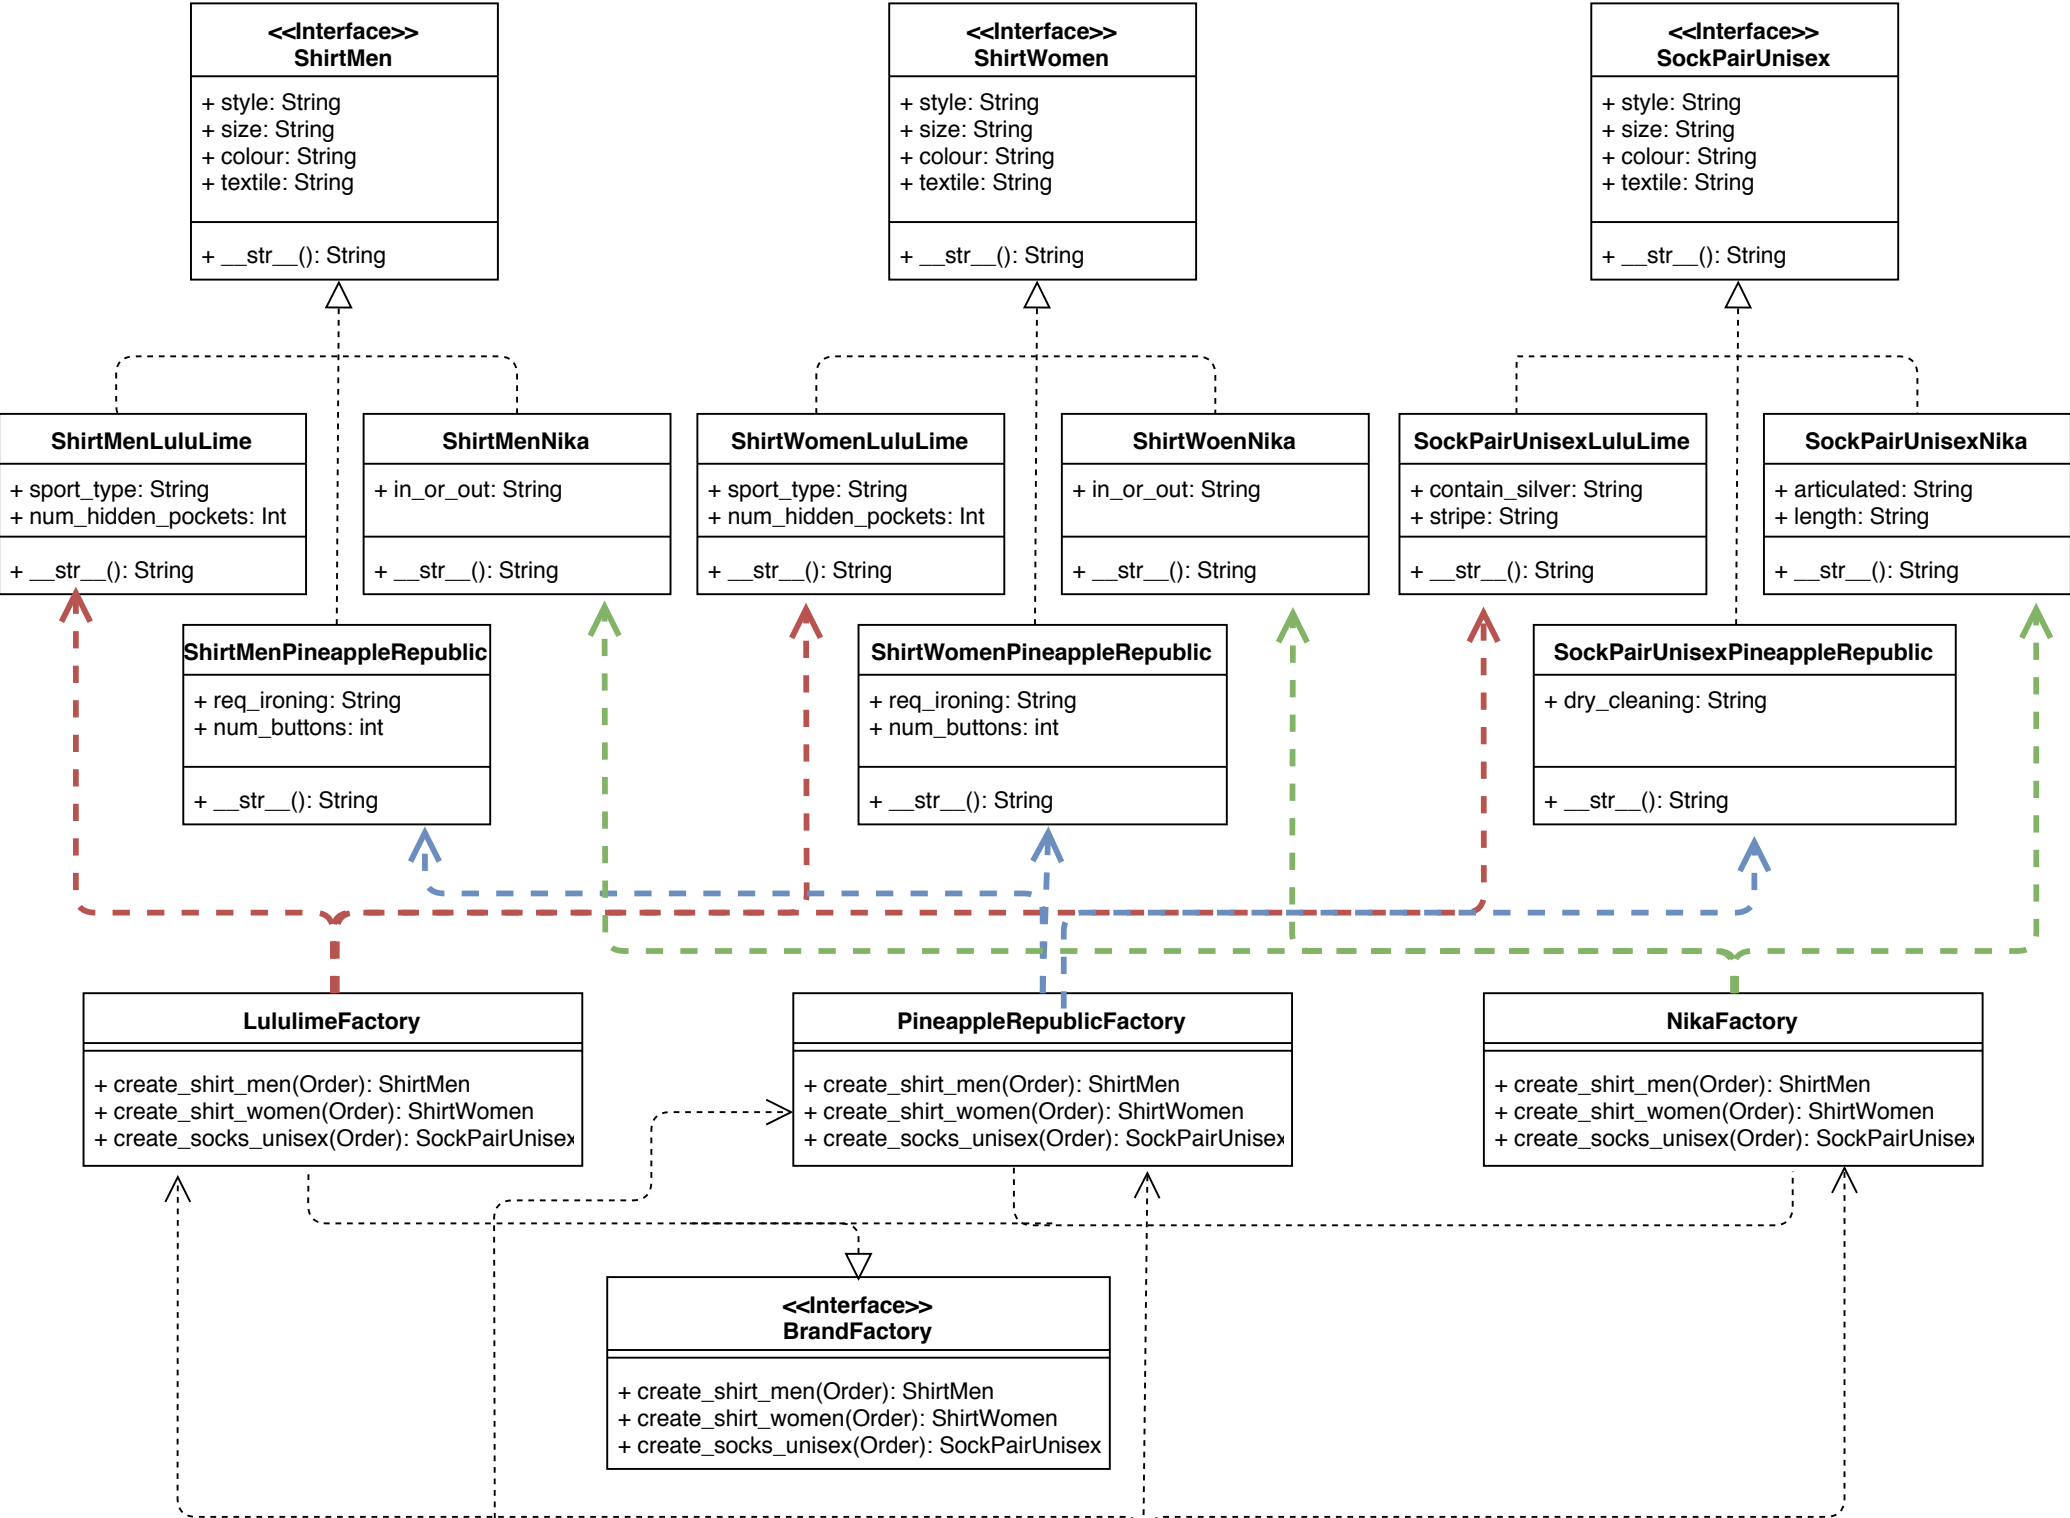 <<Interface>>
ShirtMen
+ style: String
+ size: String
+ colour: String
+ textile: String
+ __str__(): String
<<Interface>>
ShirtWomen
+ style: String
+ size: String
+ colour: String
+ textile: String
+ __str__(): String
<<Interface>>
SockPairUnisex
+ style: String
+ size: String
+ colour: String
+ textile: String
+ __str__(): String
ShirtMenLuluLime
+ sport_type: String
+ num_hidden_pockets: Int
+ __str__(): String
ShirtMenNika
+ in_or_out: String
+ __str__(): String
ShirtWomenLuluLime
+ sport_type: String
+ num_hidden_pockets: Int
+ __str__(): String
ShirtWoenNika
+ in_or_out: String
+ __str__(): String
SockPairUnisexLuluLime
+ contain_silver: String
+ stripe: String
+ __str__(): String
SockPairUnisexNika
+ articulated: String
+ length: String
+ __str__(): String
ShirtMenPineappleRepublic
+ req_ironing: String
+ num_buttons: int
+ __str__(): String
ShirtWomenPineappleRepublic
+ req_ironing: String
+ num_buttons: int
+ __str__(): String
SockPairUnisexPineappleRepublic
+ dry_cleaning: String
+ __str__(): String
LululimeFactory
+ create_shirt_men(Order): ShirtMen
+ create_shirt_women(Order): ShirtWomen
+ create_socks_unisex(Order): SockPairUnisex
PineappleRepublicFactory
+ create_shirt_men(Order): ShirtMen
+ create_shirt_women(Order): ShirtWomen
+ create_socks_unisex(Order): SockPairUnisex
NikaFactory
+ create_shirt_men(Order): ShirtMen
+ create_shirt_women(Order): ShirtWomen
+ create_socks_unisex(Order): SockPairUnisex
<<Interface>>
BrandFactory
+ create_shirt_men(Order): ShirtMen
+ create_shirt_women(Order): ShirtWomen
+ create_socks_unisex(Order): SockPairUnisex